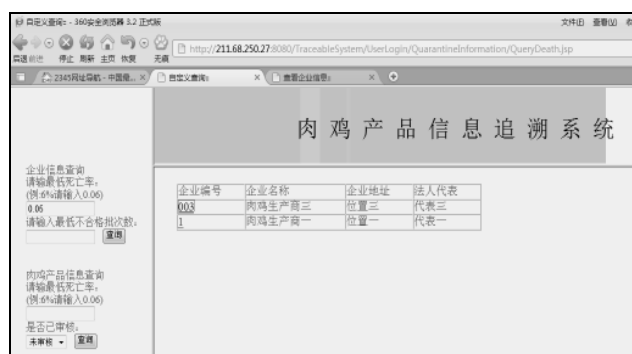 自定义查询: - 360安全浏览器 3.2 正式版
文件(F) 查看(V)
后退 前进 停止 刷新 主页 恢复 无痕
http://211.68.250.27:8080/TraceableSystem/UserLogin/QuarantineInformation/QueryDeath.jsp
2345网址导航 - 中国最...
自定义查询:
查看企业信息:
肉鸡产品信息追溯系统
企业信息查询
请输最低死亡率:
(例:6%请输入0.06)
0.05
请输入最低不合格批次数:
查询
企业编号 企业名称 企业地址 法人代表
003 肉鸡生产商三 位置三 代表三
1 肉鸡生产商一 位置一 代表一
肉鸡产品信息查询
请输最低死亡率:
(例:6%请输入0.06)
是否已审核:
未审核 查询